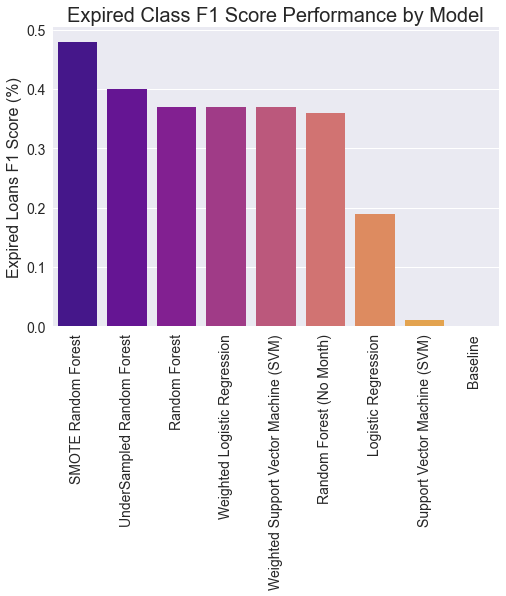 Expired Class F1 Score Performance by Model
Expired Loans F1 Score (%)
0.5
0.4
0.3
0.2
0.1
0.0
SMOTE Random Forest
UnderSampled Random Forest
Random Forest
Weighted Logistic Regression
Weighted Support Vector Machine (SVM)
Random Forest (No Month)
Logistic Regression
Support Vector Machine (SVM)
Baseline